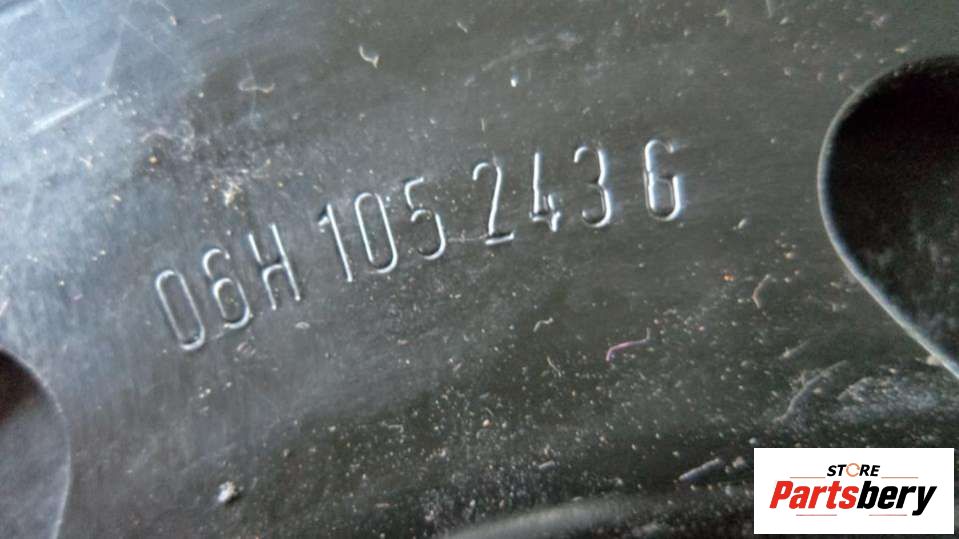 06H 105 243 G
STORE
Partsbery